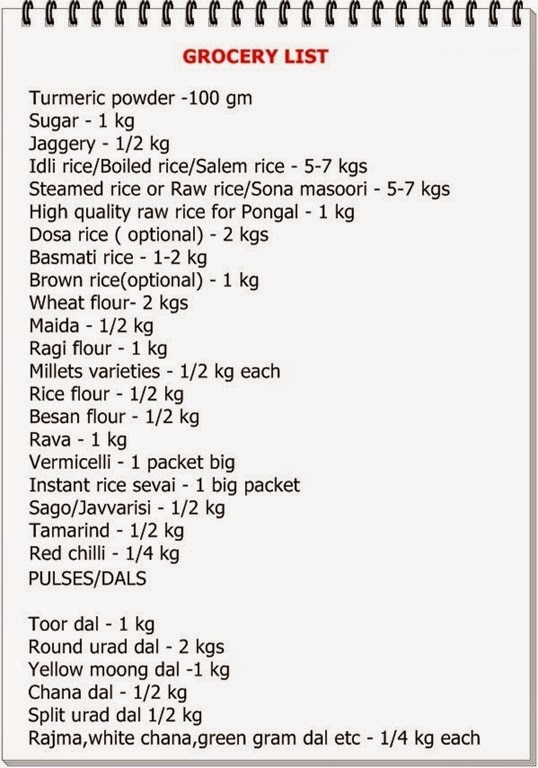 GROCERY LIST
Turmeric powder -100 gm
Sugar - 1 kg
Jaggery - 1/2 kg
Idli rice/Boiled rice/Salem rice - 5-7 kgs
Steamed rice or Raw rice/Sona masoori - 5-7 kgs
High quality raw rice for Pongal - 1 kg
Dosa rice ( optional) - 2 kgs
Basmati rice - 1-2 kg
Brown rice(optional) - 1 kg
Wheat flour- 2 kgs
Maida - 1/2 kg
Ragi flour - 1 kg
Millets varieties - 1/2 kg each
Rice flour - 1/2 kg
Besan flour - 1/2 kg
Rava - 1 kg
Vermicelli - 1 packet big
Instant rice sevai - 1 big packet
Sago/Javvarisi - 1/2 kg
Tamarind - 1/2 kg
Red chilli - 1/4 kg
PULSES/DALS
Toor dal - 1 kg
Round urad dal - 2 kgs
Yellow moong dal -1 kg
Chana dal - 1/2 kg
Split urad dal 1/2 kg
Rajma,white chana,green gram dal etc - 1/4 kg each